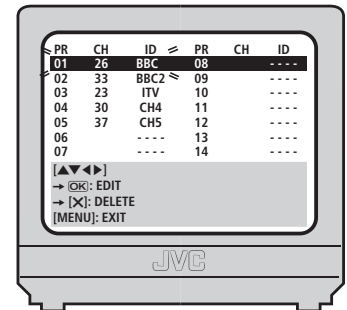 PR CH ID PR CH ID
01 26 BBC 08 ----
02 33 BBC2 09 ----
03 23 ITV 10 ----
04 30 CH4 11 ----
05 37 CH5 12 ----
06 ---- 13 ----
07 ---- 14 ----
[▲▼◀▶]
→ OK: EDIT
→ [X]: DELETE
[MENU]: EXIT
JVC